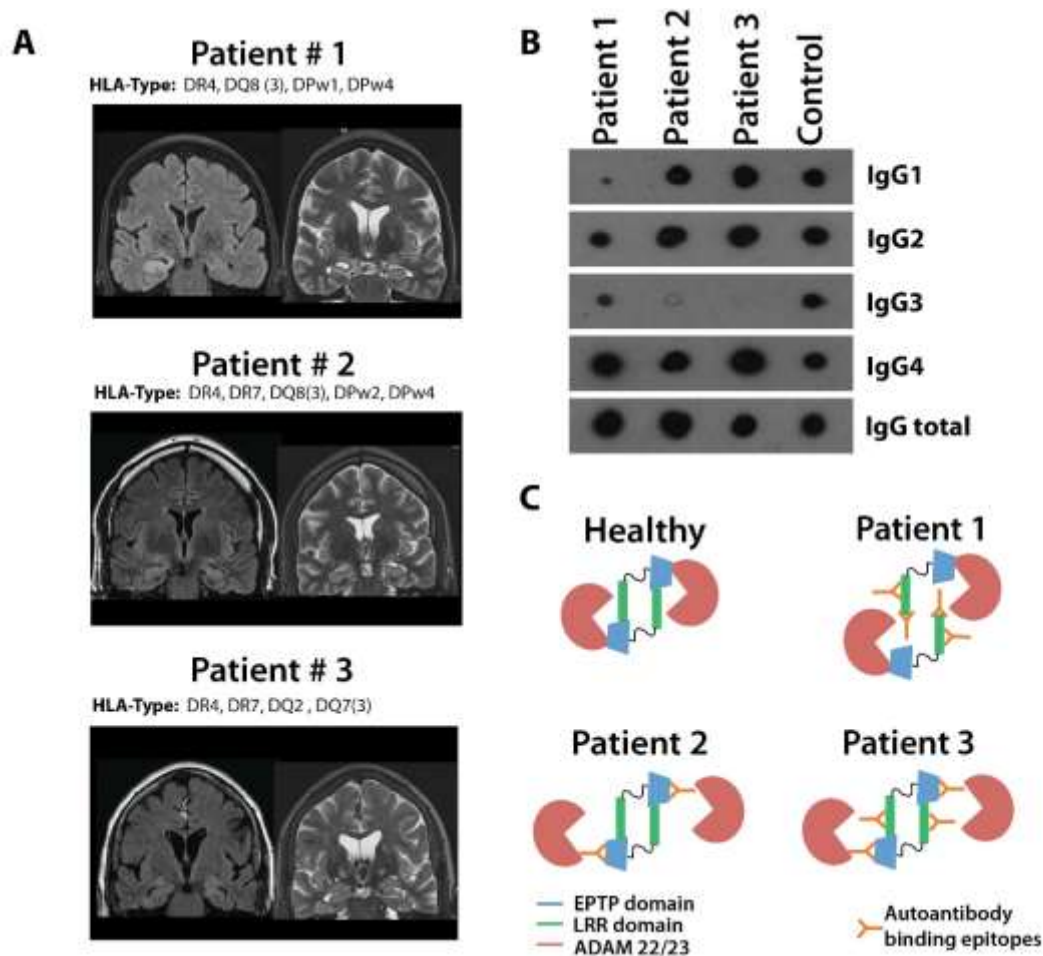 A
Patient # 1
HLA-Type: DR4, DQ8 (3), DPw1, DPw4
Patient # 2
HLA-Type: DR4, DR7, DQ8(3), DPw2, DPw4
Patient # 3
HLA-Type: DR4, DR7, DQ2 , DQ7(3)
B
Patient 1
Patient 2
Patient 3
Control
IgG1
IgG2
IgG3
IgG4
IgG total
C
Healthy
Patient 1
Patient 2
Patient 3
EPTP domain
LRR domain
ADAM 22/23
Autoantibody
binding epitopes